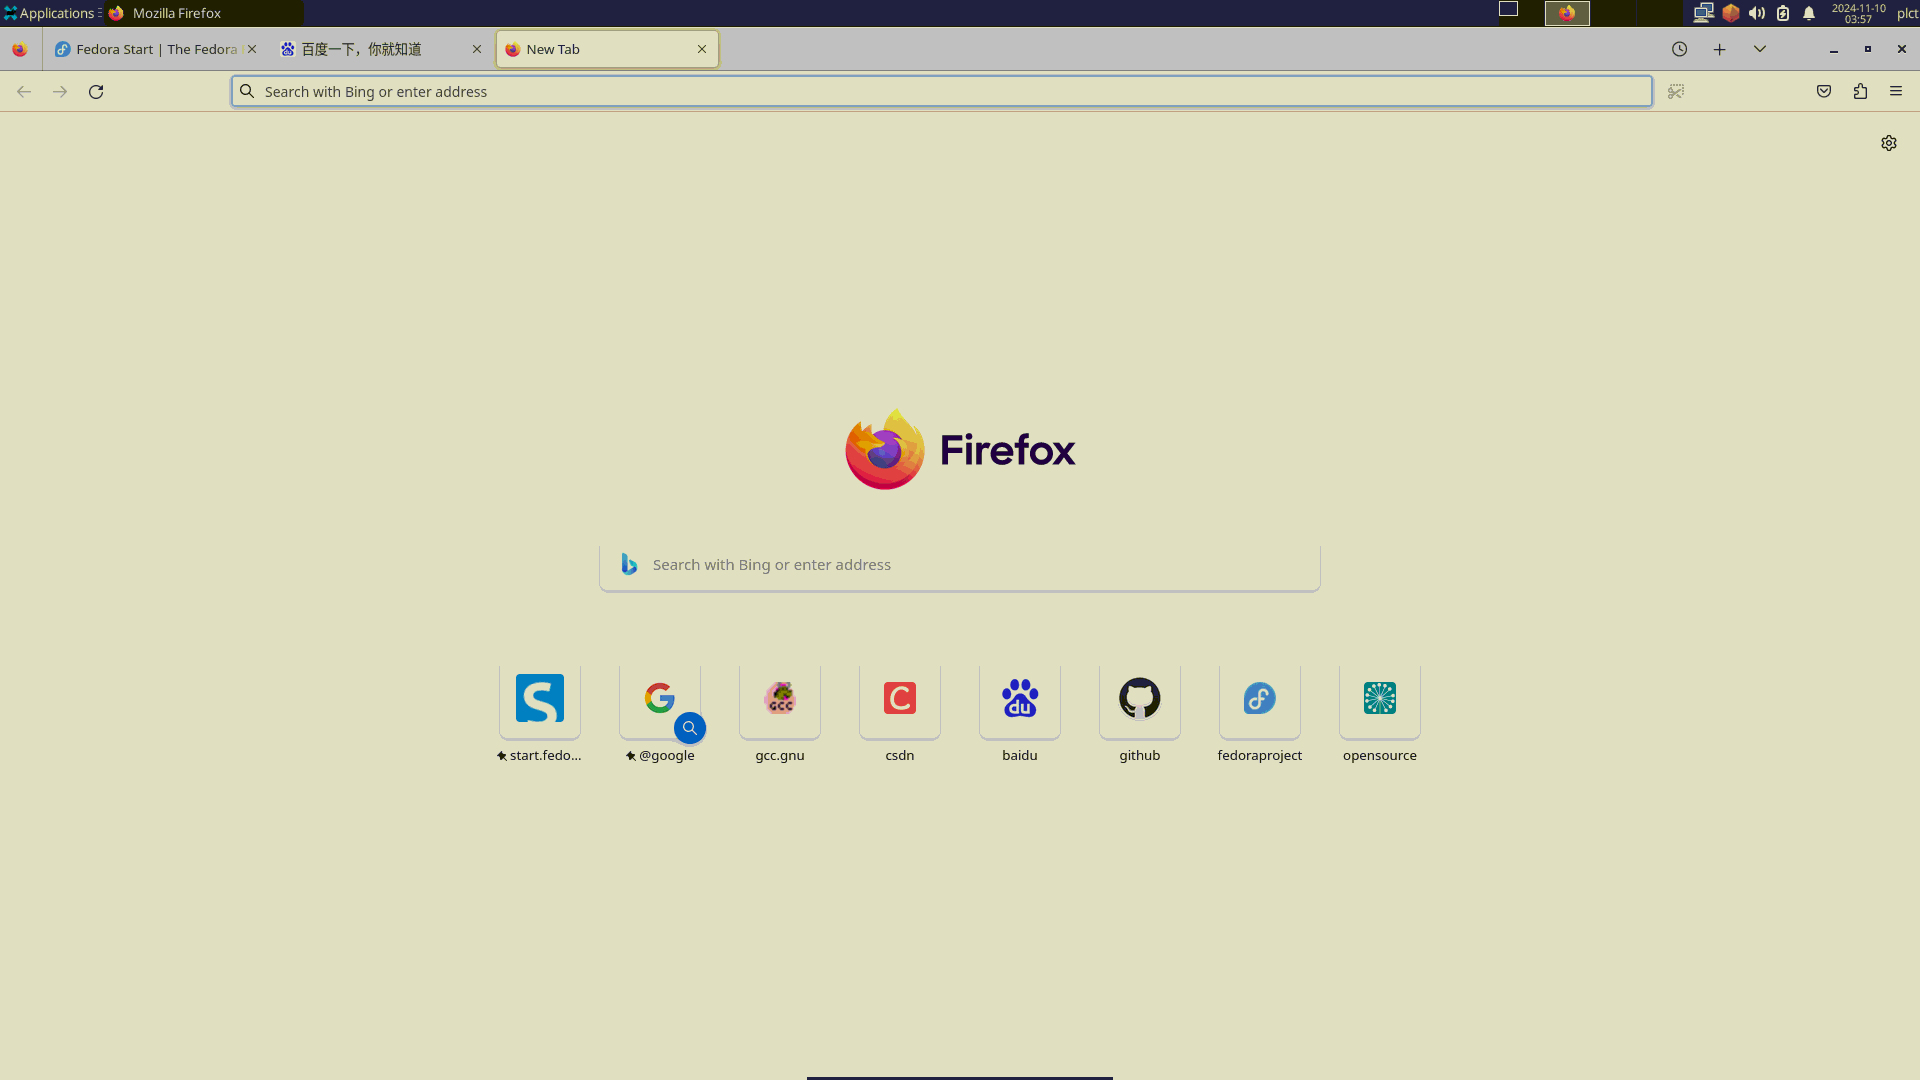 Applications
Mozilla Firefox
2024-11-10
03:57
plct
Fedora Start | The Fedora
百度一下，你就知道
New Tab
Search with Bing or enter address
Firefox
Search with Bing or enter address
GCC
du
start.fedo...
@google
gcc.gnu
csdn
baidu
github
fedoraproject
opensource